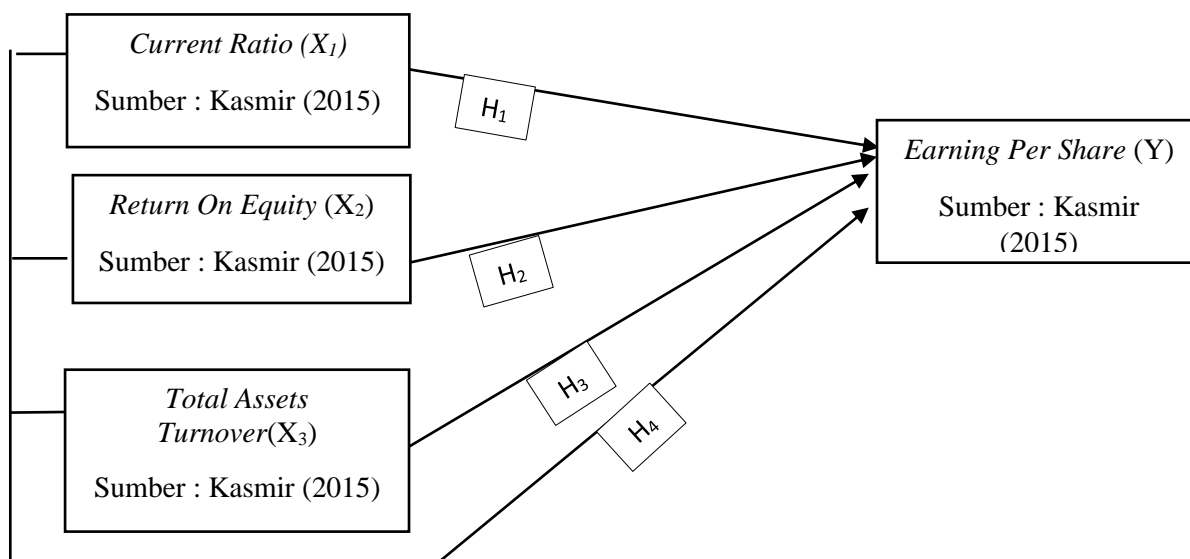 Current Ratio (X₁)
Sumber : Kasmir (2015)
H₁
Earning Per Share (Y)
Sumber : Kasmir
(2015)
Return On Equity (X₂)
Sumber : Kasmir (2015)
H₂
Total Assets
Turnover(X₃)
Sumber : Kasmir (2015)
H₃
H₄